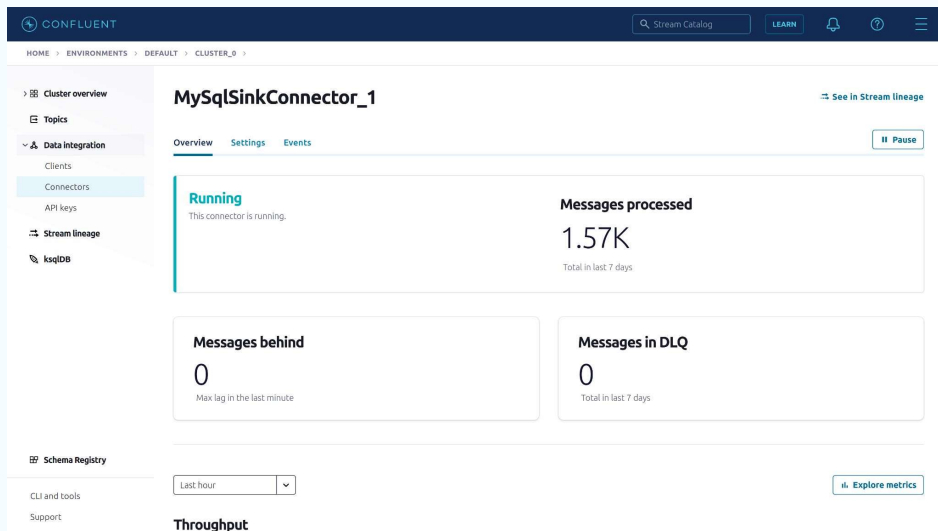 CONFLUENT
Stream Catalog
LEARN
HOME > ENVIRONMENTS > DEFAULT > CLUSTER_0 >
Cluster overview
Topics
Data integration
Clients
Connectors
API keys
Stream lineage
ksqlDB
Schema Registry
CLI and tools
Support
MySqlSinkConnector_1
See in Stream lineage
Overview Settings Events
Pause
Running
This connector is running.
Messages processed
1.57K
Total in last 7 days
Messages behind
0
Max lag in the last minute
Messages in DLQ
0
Total in last 7 days
Last hour
Explore metrics
Throughput